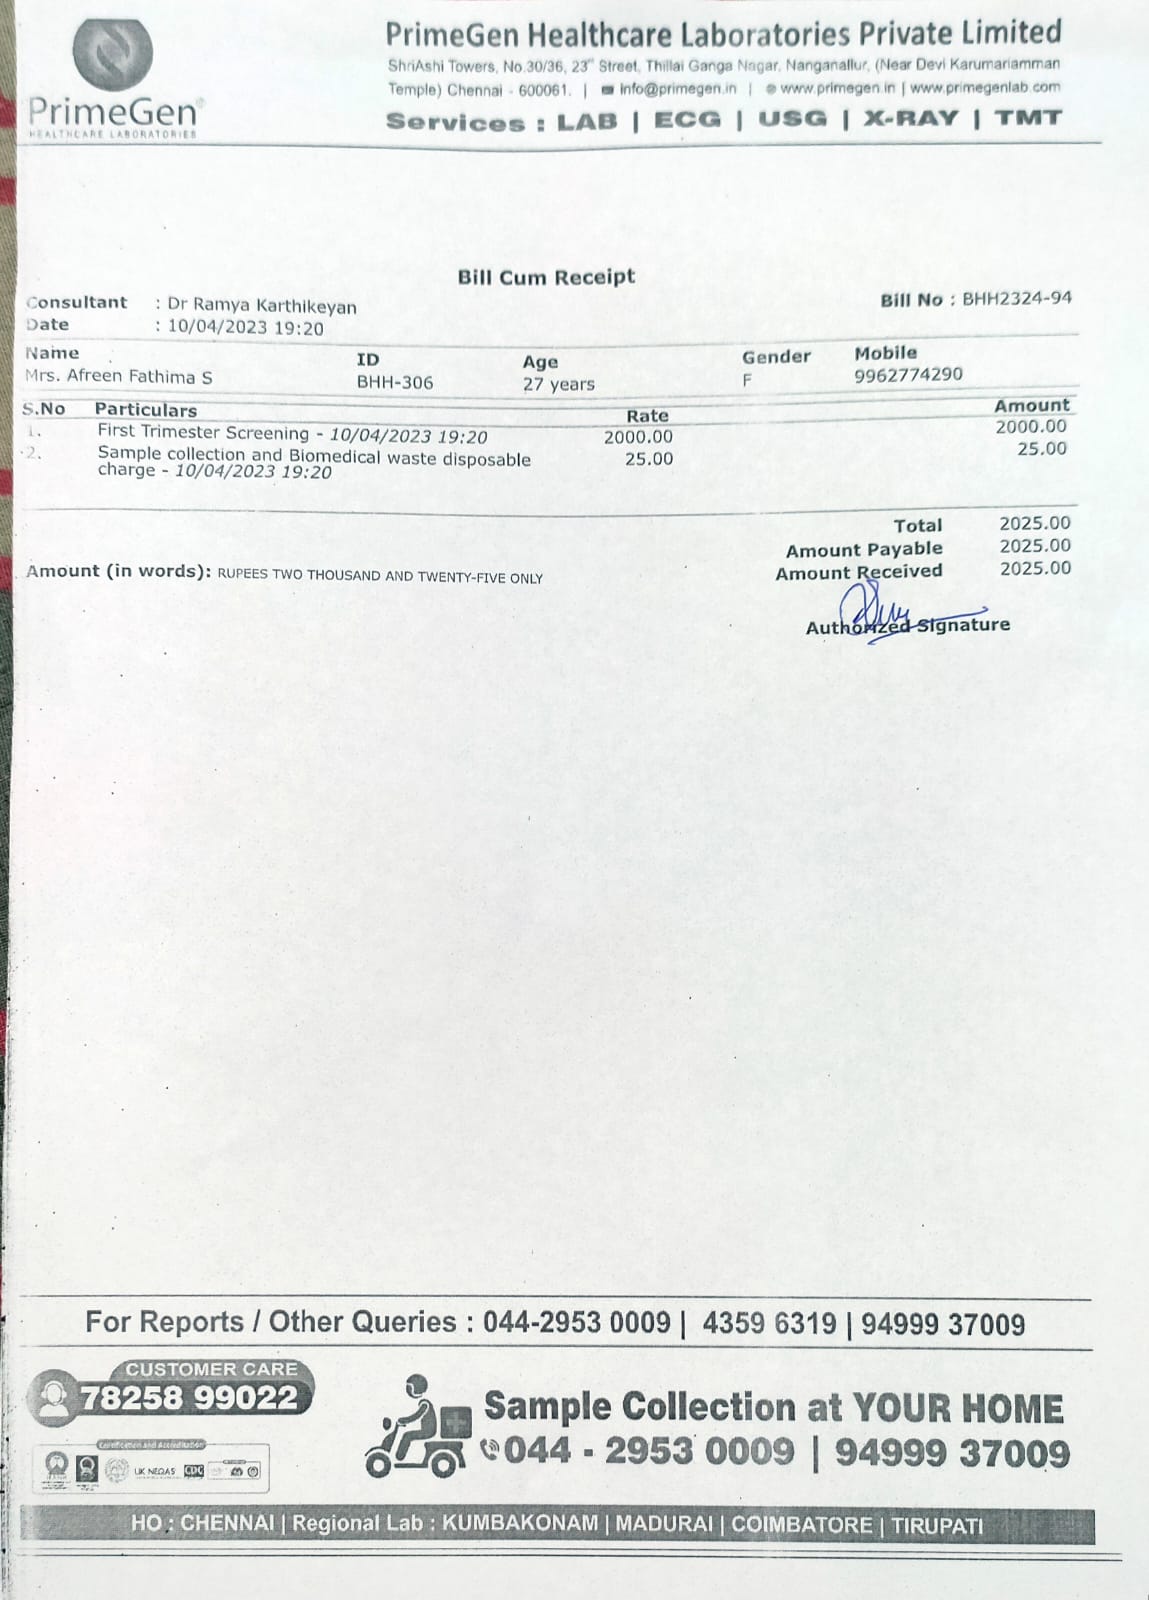 PrimeGen Healthcare Laboratories Private Limited
ShriAshi Towers, No.30/36, 23rd Street, Thillai Ganga Nagar, Nanganallur, (Near Devi Karumariamman
Temple) Chennai - 600061. | Info@primegen.in | www.primegen.in | www.primegenlab.com
Services : LAB | ECG | USG | X-RAY | TMT
PrimeGen
HEALTHCARE LABORATORIES
Bill Cum Receipt
Consultant : Dr Ramya Karthikeyan Bill No : BHH2324-94
Date : 10/04/2023 19:20
Name ID Age Gender Mobile
Mrs. Afreen Fathima S BHH-306 27 years F 9962774290
S.No Particulars Rate Amount
1. First Trimester Screening - 10/04/2023 19:20 2000.00 2000.00
2. Sample collection and Biomedical waste disposable 25.00 25.00
charge - 10/04/2023 19:20
Total 2025.00
Amount Payable 2025.00
Amount (in words): RUPEES TWO THOUSAND AND TWENTY-FIVE ONLY Amount Received 2025.00
Authorized Signature
For Reports / Other Queries : 044-2953 0009 | 4359 6319 | 94999 37009
CUSTOMER CARE
78258 99022
Sample Collection at YOUR HOME
044 - 2953 0009 | 94999 37009
Certification and Accreditation
UK NEQAS CDC
HO : CHENNAI | Regional Lab : KUMBAKONAM | MADURAI | COIMBATORE | TIRUPATI